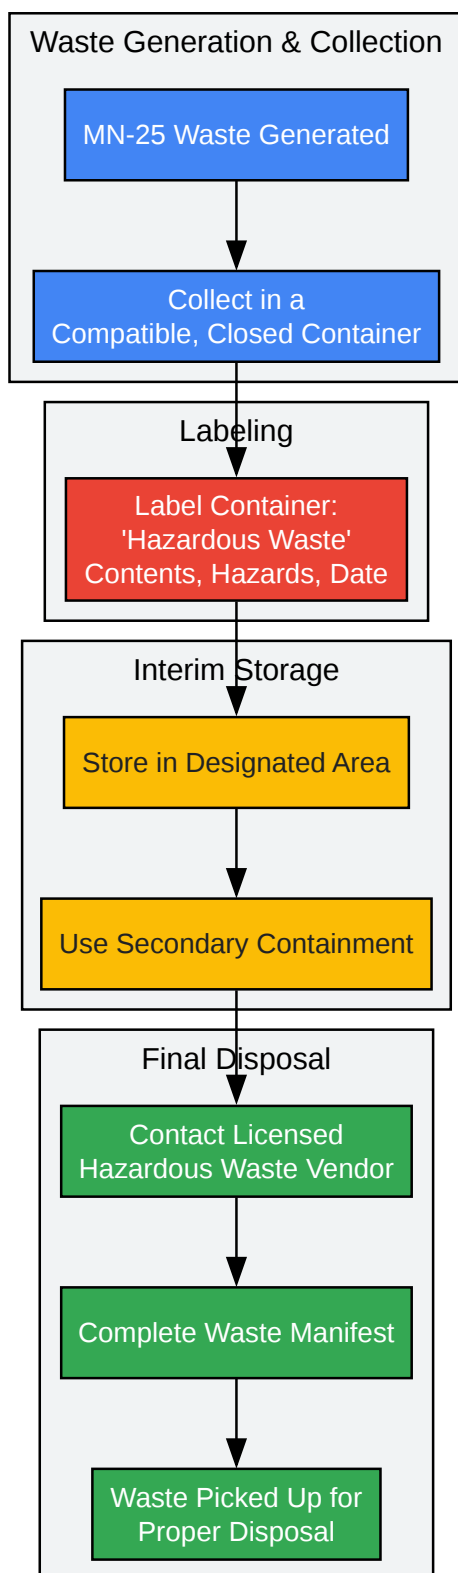 Waste Generation & Collection
MN-25 Waste Generated
Collect in a
Compatible, Closed Container
Labeling
Label Container:
'Hazardous Waste'
Contents, Hazards, Date
Interim Storage
Store in Designated Area
Use Secondary Containment
Final Disposal
Contact Licensed
Hazardous Waste Vendor
Complete Waste Manifest
Waste Picked Up for
Proper Disposal